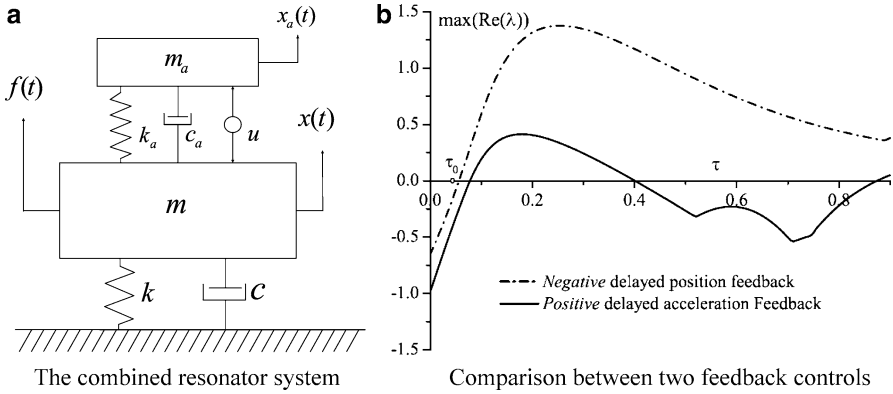 a
x_a(t)
m_a
f(t)
k_a
c_a
u
x(t)
m
k
c
The combined resonator system
b
max(Re(λ))
1.5
1.0
0.5
0.0
-0.5
-1.0
-1.5
τ_0
τ
0.0 0.2 0.4 0.6 0.8
Negative delayed position feedback
Positive delayed acceleration Feedback
Comparison between two feedback controls